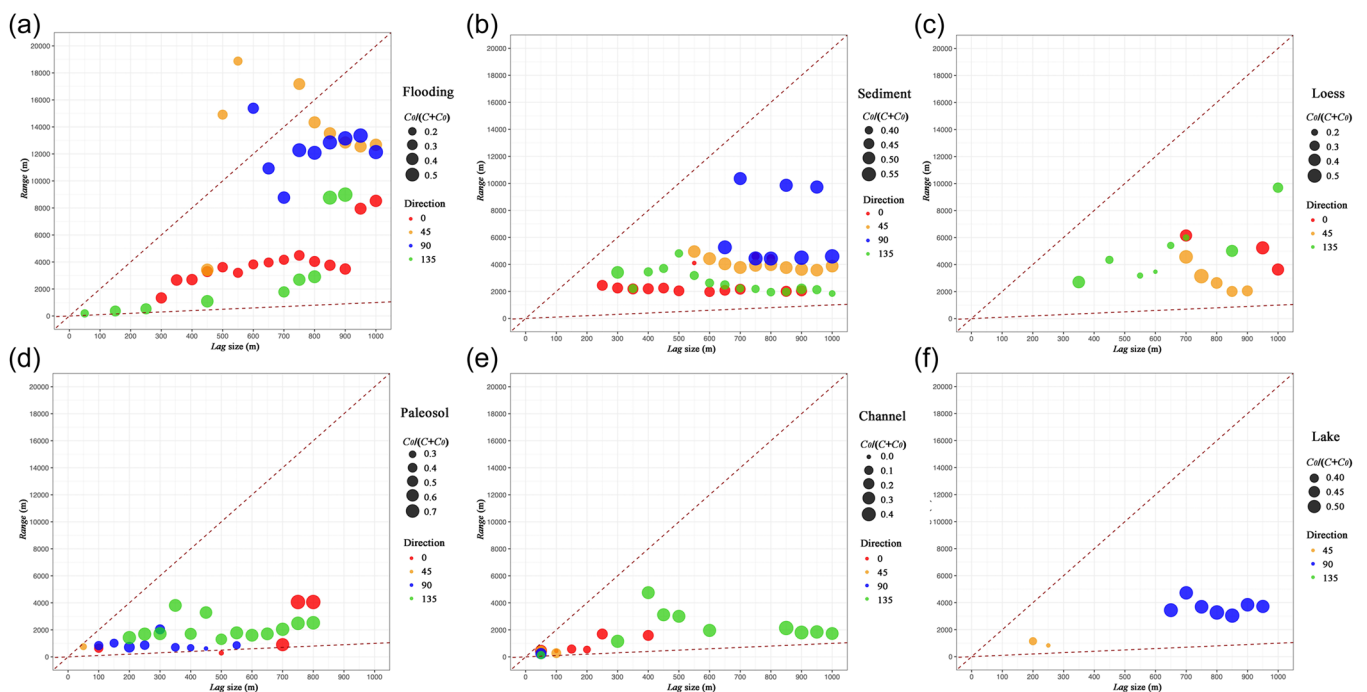 (a)
20000
18000
16000
14000
12000
10000
8000
6000
4000
2000
0
Range (m)
0 100 200 300 400 500 600 700 800 900 1000
Lag size (m)
Flooding
C0/(C+C0)
0.2
0.3
0.4
0.5
Direction
0
45
90
135
(b)
20000
18000
16000
14000
12000
10000
8000
6000
4000
2000
0
Range (m)
0 100 200 300 400 500 600 700 800 900 1000
Lag size (m)
Sediment
C0/(C+C0)
0.40
0.45
0.50
0.55
Direction
0
45
90
135
(c)
20000
18000
16000
14000
12000
10000
8000
6000
4000
2000
0
Range (m)
0 100 200 300 400 500 600 700 800 900 1000
Lag size (m)
Loess
C0/(C+C0)
0.2
0.3
0.4
0.5
Direction
0
45
135
(d)
20000
18000
16000
14000
12000
10000
8000
6000
4000
2000
0
Range (m)
0 100 200 300 400 500 600 700 800 900 1000
Lag size (m)
Paleosol
C0/(C+C0)
0.3
0.4
0.5
0.6
0.7
Direction
0
45
90
135
(e)
20000
18000
16000
14000
12000
10000
8000
6000
4000
2000
0
Range (m)
0 100 200 300 400 500 600 700 800 900 1000
Lag size (m)
Channel
C0/(C+C0)
0.0
0.1
0.2
0.3
0.4
Direction
0
45
90
135
(f)
20000
18000
16000
14000
12000
10000
8000
6000
4000
2000
0
Range (m)
0 100 200 300 400 500 600 700 800 900 1000
Lag size (m)
Lake
C0/(C+C0)
0.40
0.45
0.50
Direction
45
90
135